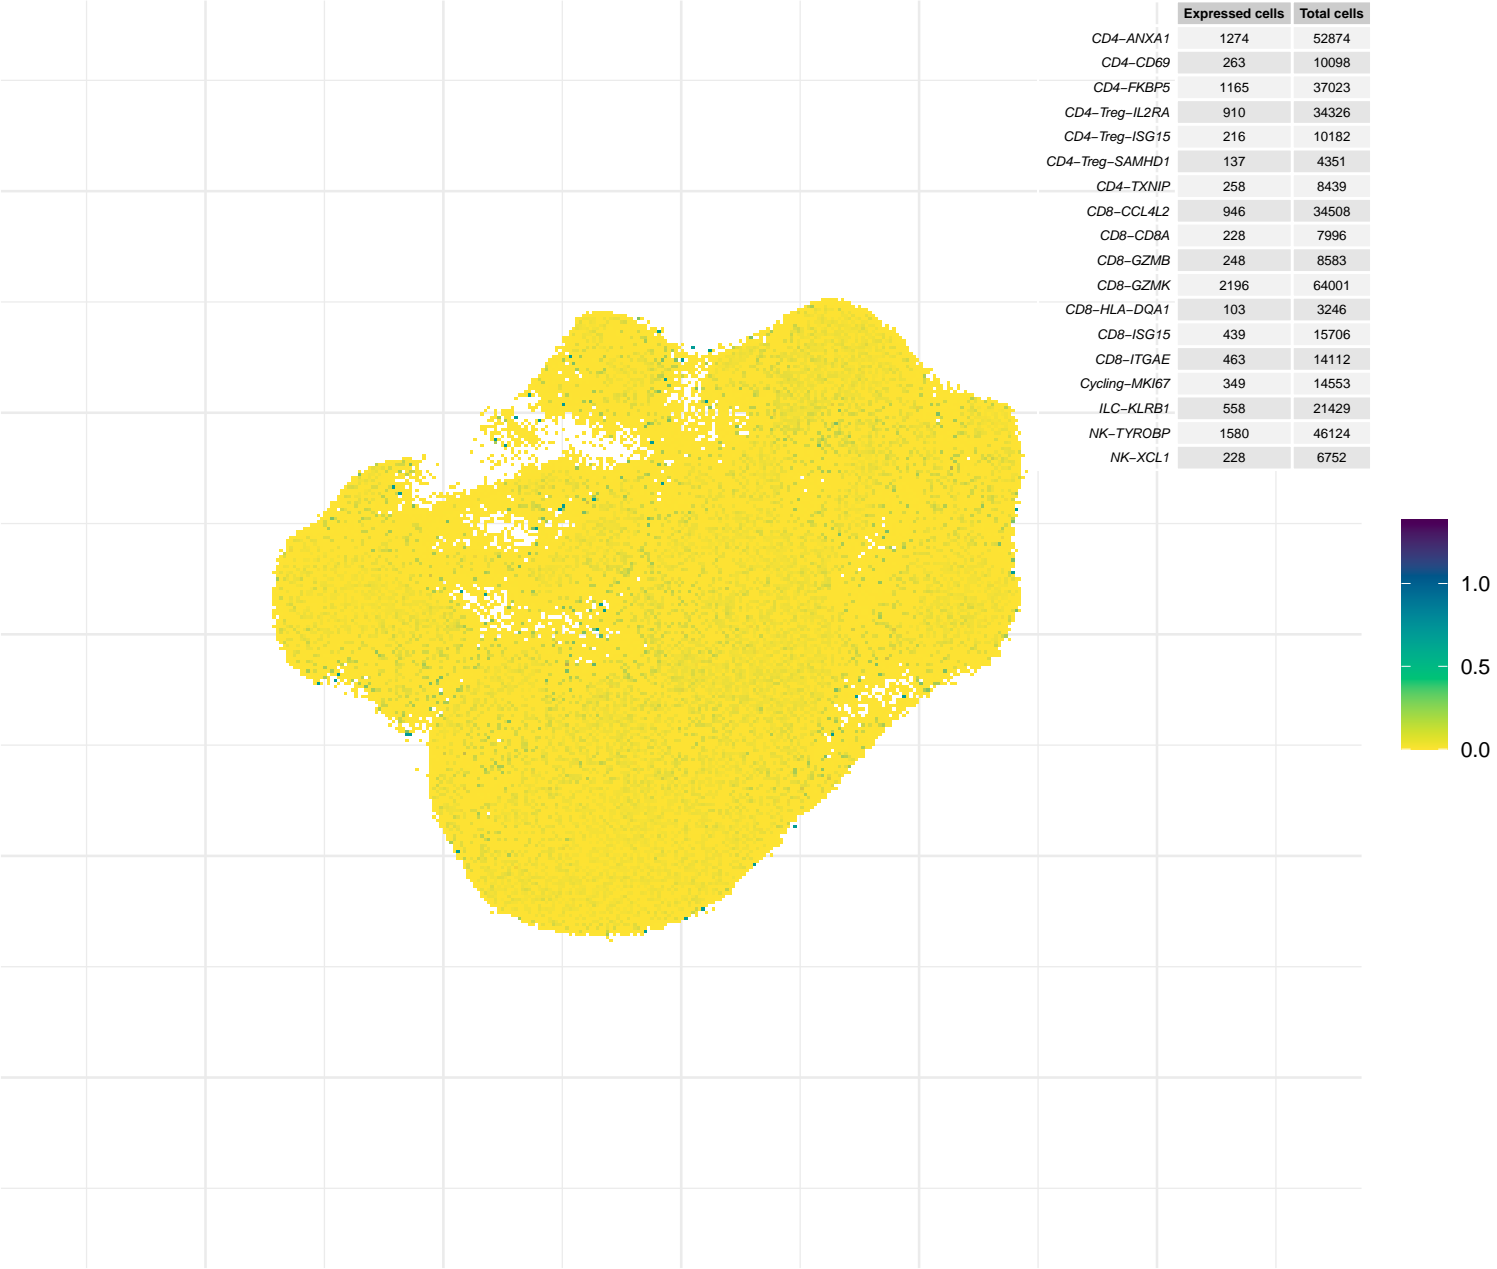 Expressed cells Total cells
CD4−ANXA1 1274 52874
CD4−CD69 263 10098
CD4−FKBP5 1165 37023
CD4−Treg−IL2RA 910 34326
CD4−Treg−ISG15 216 10182
CD4−Treg−SAMHD1 137 4351
CD4−TXNIP 258 8439
CD8−CCL4L2 946 34508
CD8−CD8A 228 7996
CD8−GZMB 248 8583
CD8−GZMK 2196 64001
CD8−HLA−DQA1 103 3246
CD8−ISG15 439 15706
CD8−ITGAE 463 14112
Cycling−MKI67 349 14553
ILC−KLRB1 558 21429
NK−TYROBP 1580 46124
NK−XCL1 228 6752
1.0
0.5
0.0